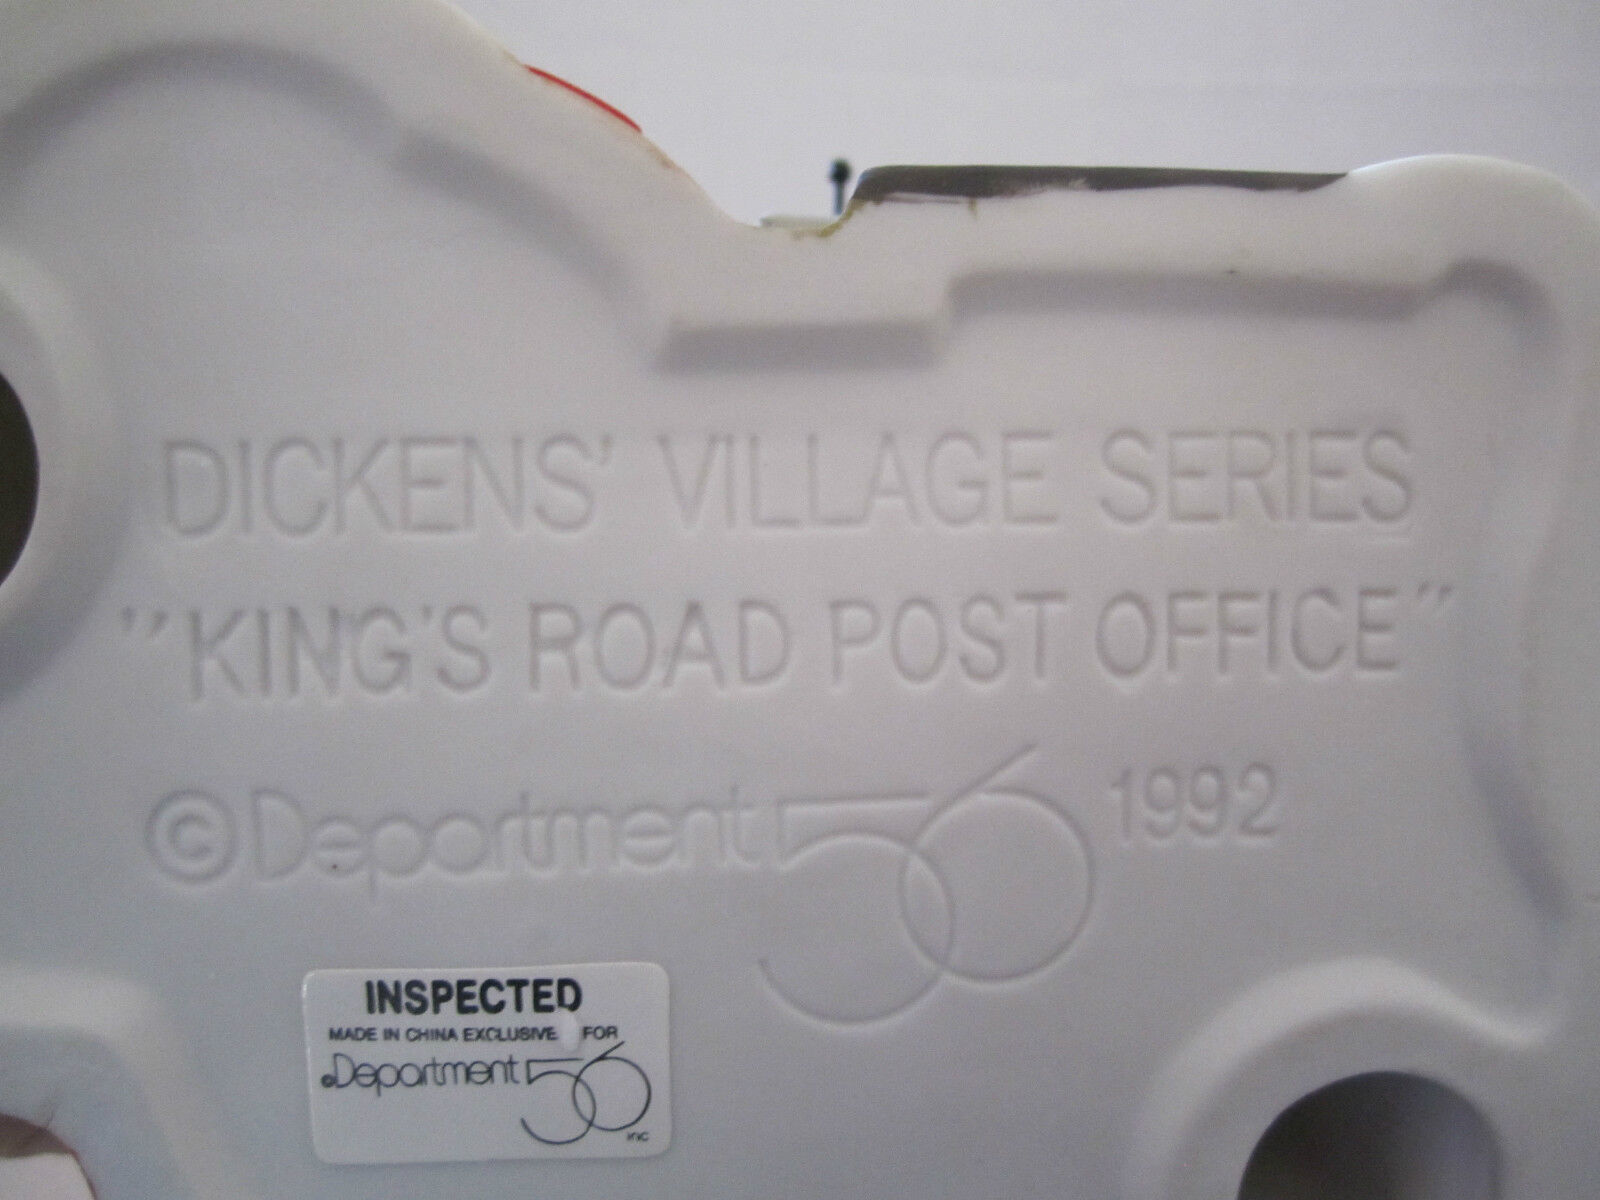 DICKENS' VILLAGE SERIES
"KING'S ROAD POST OFFICE"
©Department 56 1992
INSPECTED
MADE IN CHINA EXCLUSIVE FOR
©Department 56
inc